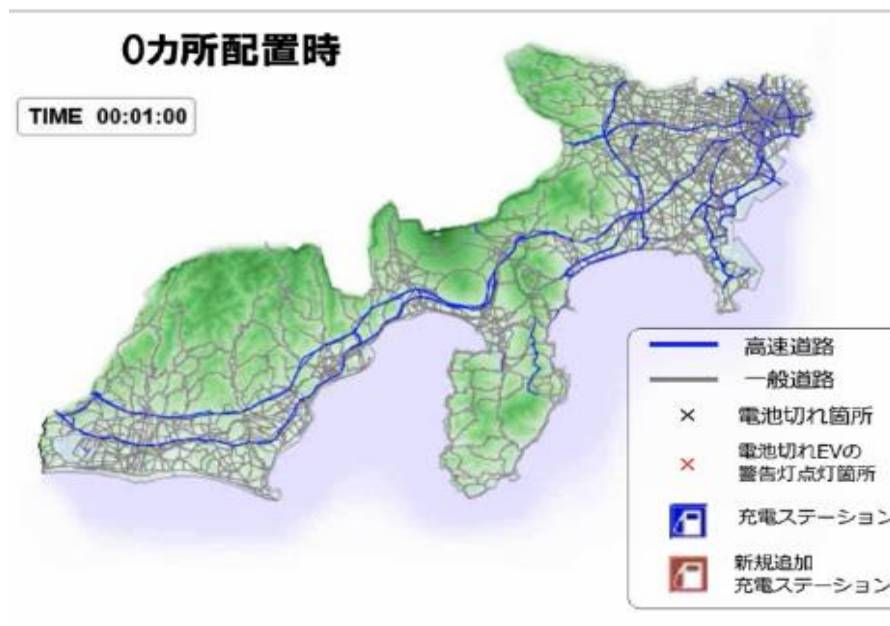 0カ所配置時
TIME 00:01:00
高速道路
一般道路
電池切れ箇所
電池切れEVの
警告灯点灯箇所
充電ステーション
新規追加
充電ステーション